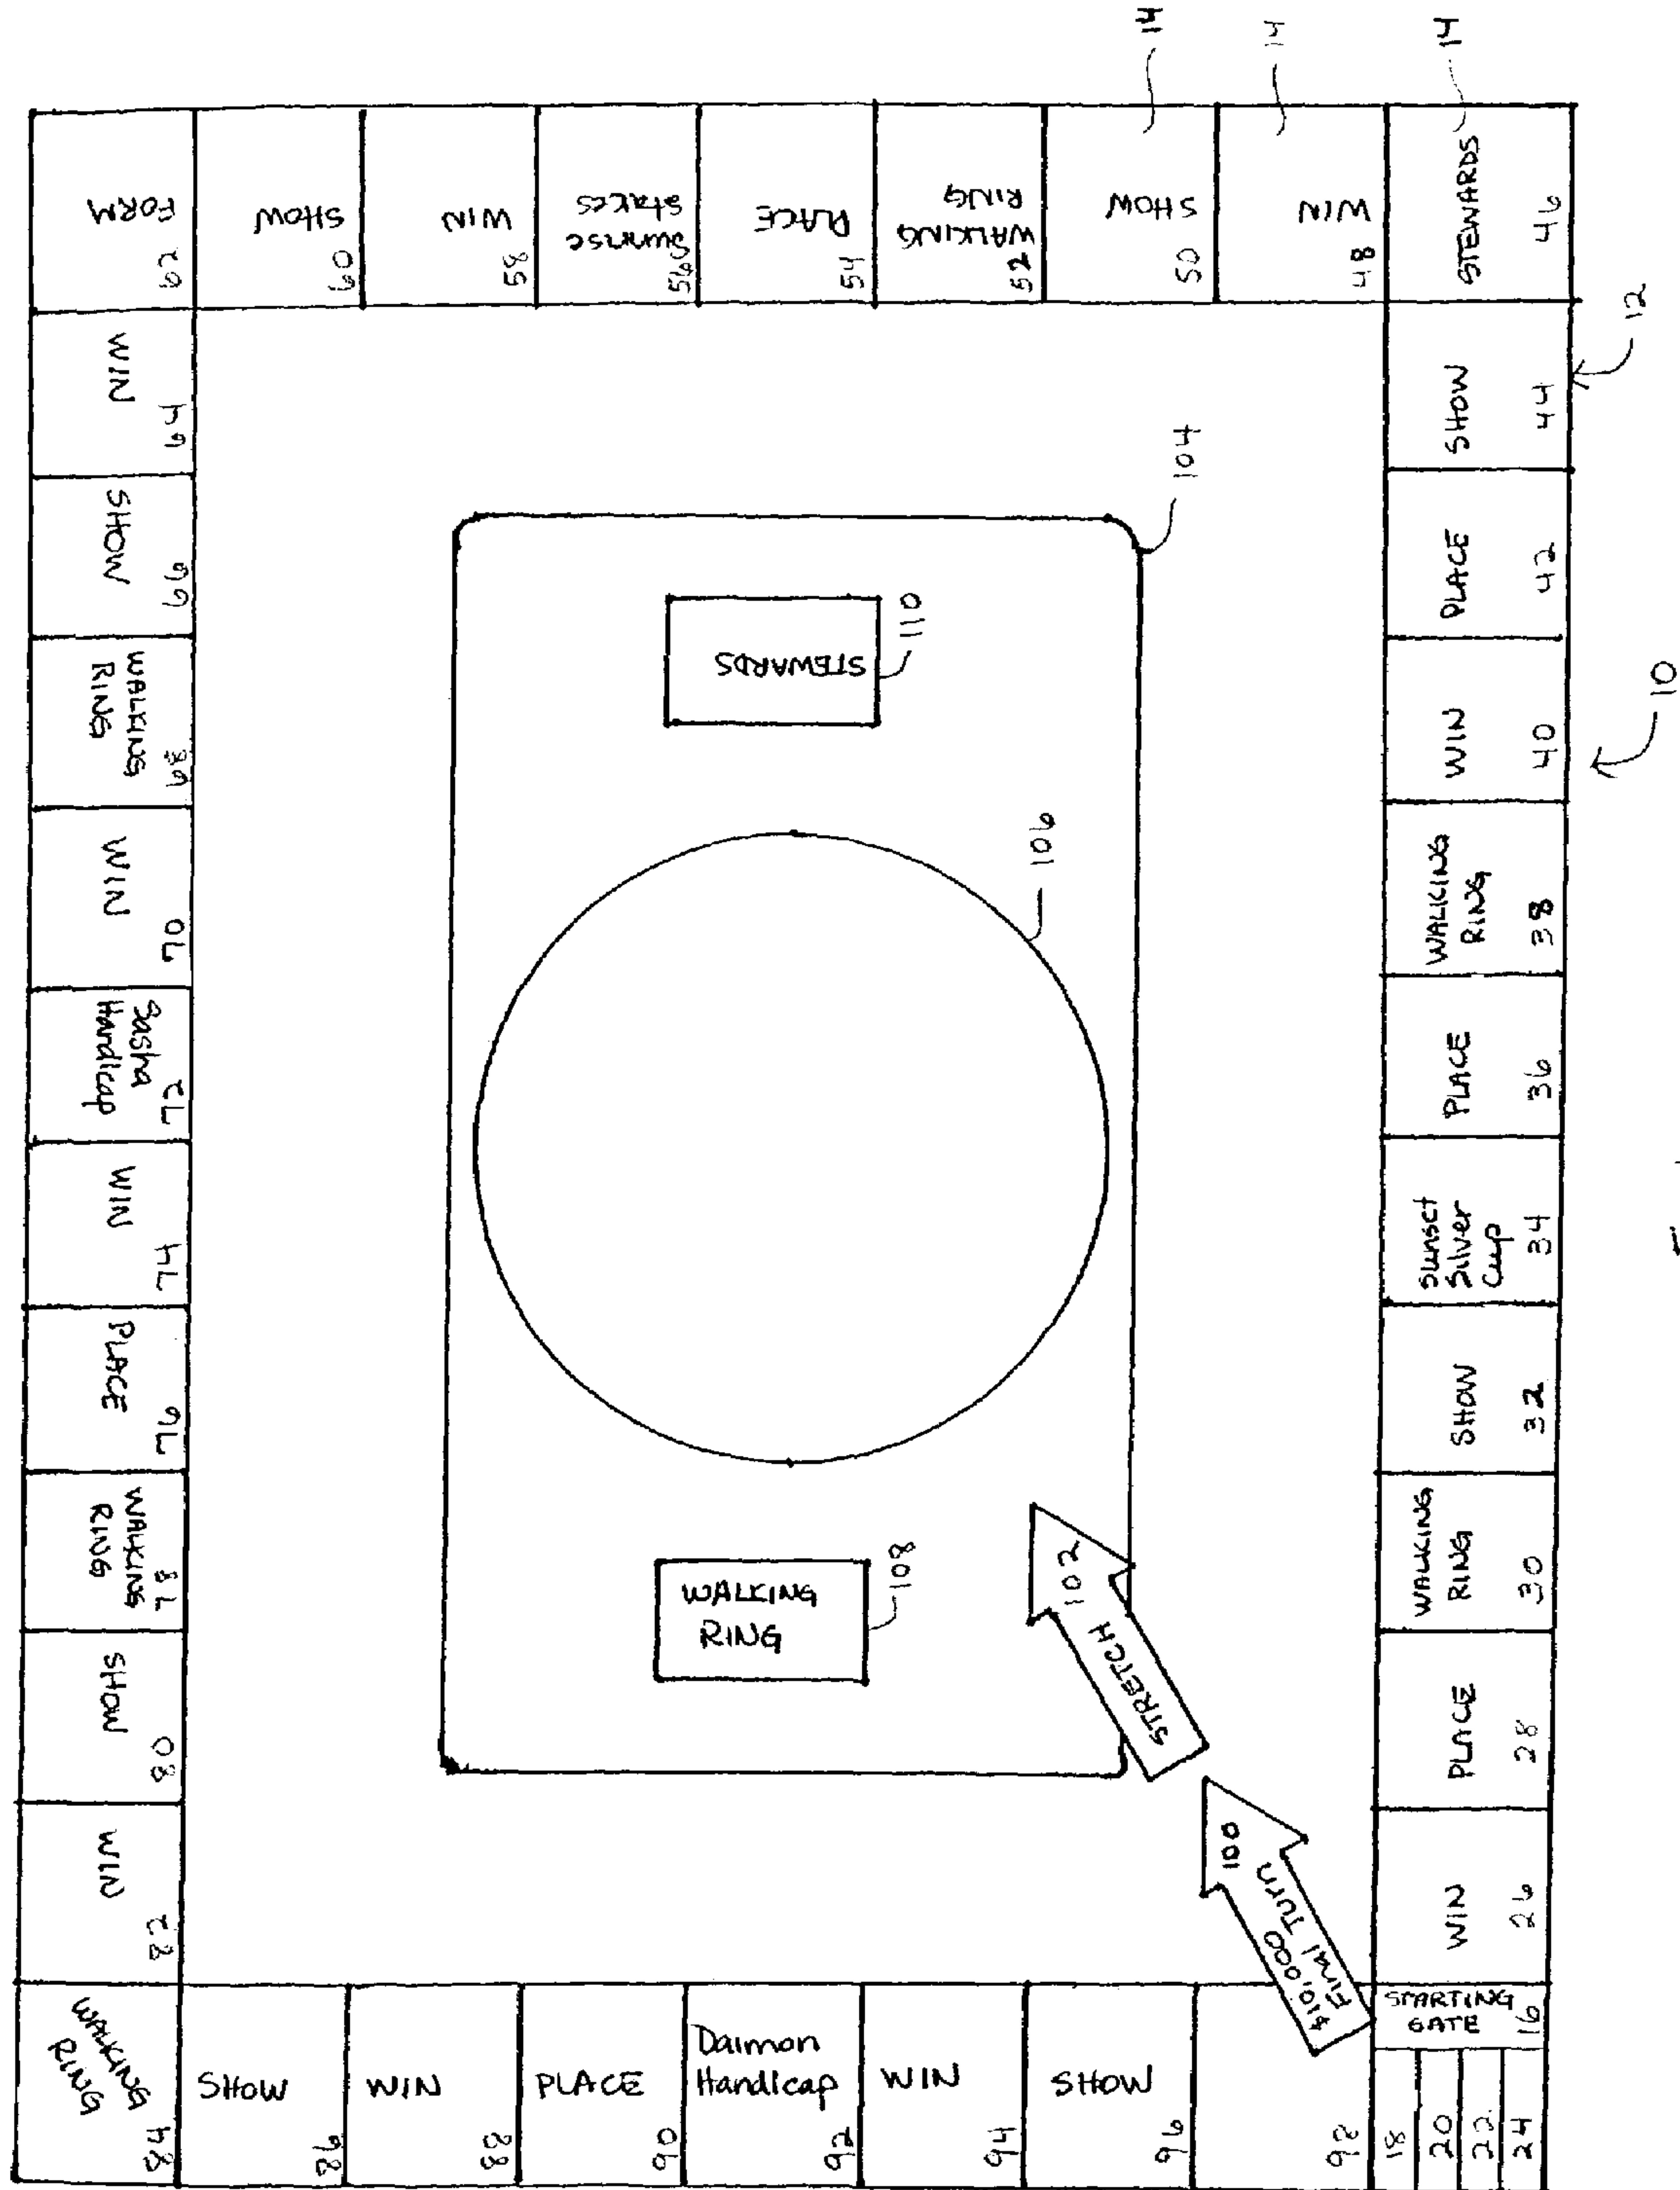 FORM
62
SHOW
60
WIN
58
Sunrise
Stakes
56
PLACE
54
WALKING
RING
52
SHOW
50
WIN
48
STEWARDS
46
14
14
14
WIN
64
SHOW
66
WALKING
RING
68
WIN
70
Sasha
Handicap
72
WIN
74
PLACE
76
WALKING
RING
78
SHOW
80
WIN
82
WALKING
RING
84
SHOW
86
WIN
88
PLACE
90
Daimon
Handicap
92
WIN
94
SHOW
96
98
STARTING
GATE
16
18
20
22
24
WIN
26
PLACE
28
WALKING
RING
30
SHOW
32
Sunset
Silver
Cup
34
PLACE
36
WALKING
RING
38
WIN
40
PLACE
42
SHOW
44
12
10
104
STEWARDS
110
106
WALKING
RING
108
STRETCH 102
$10,000
Final Turn
100